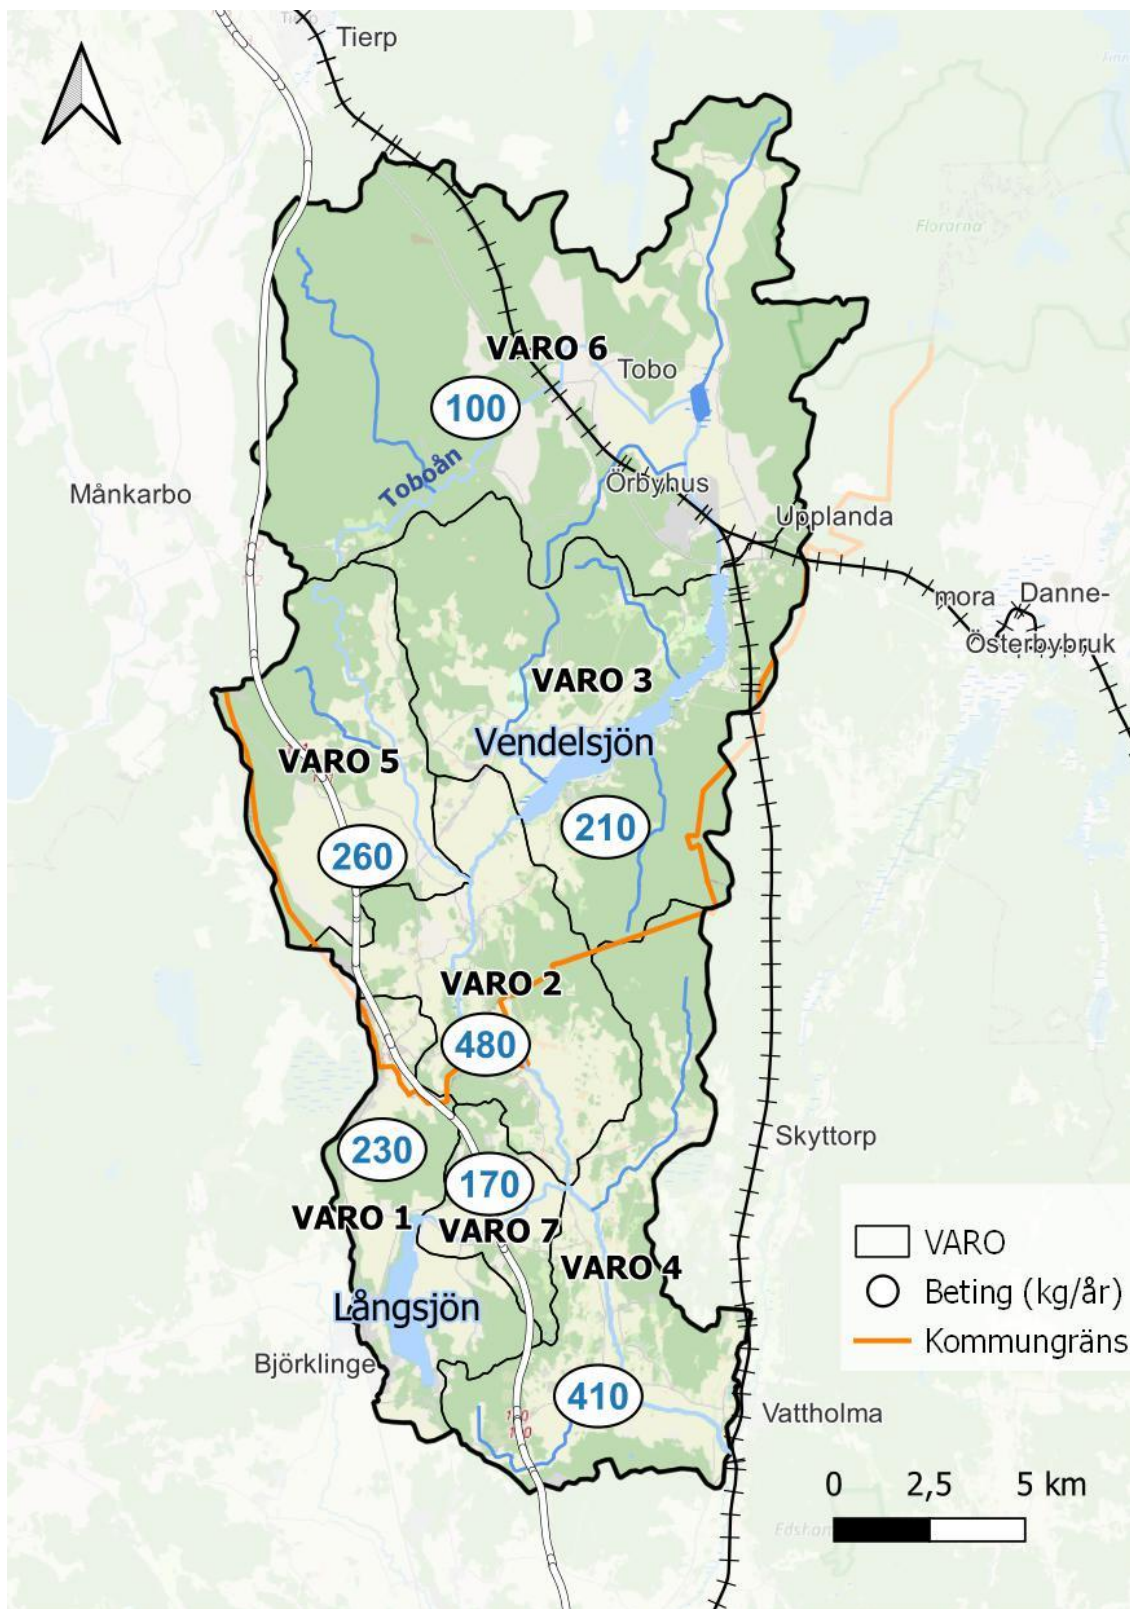 Tierp
Florarna
VARO 6
Tobo
100
Toboån
Månkarbo
Örbyhus
Upplanda
mora
Danne-
Österbybruk
VARO 3
Vendelsjön
VARO 5
210
260
VARO 2
480
Skyttorp
230
170
VARO 1
VARO 7
VARO 4
VARO
Beting (kg/år)
Långsjön
Kommungräns
Björklinge
410
Vattholma
0 2,5 5 km